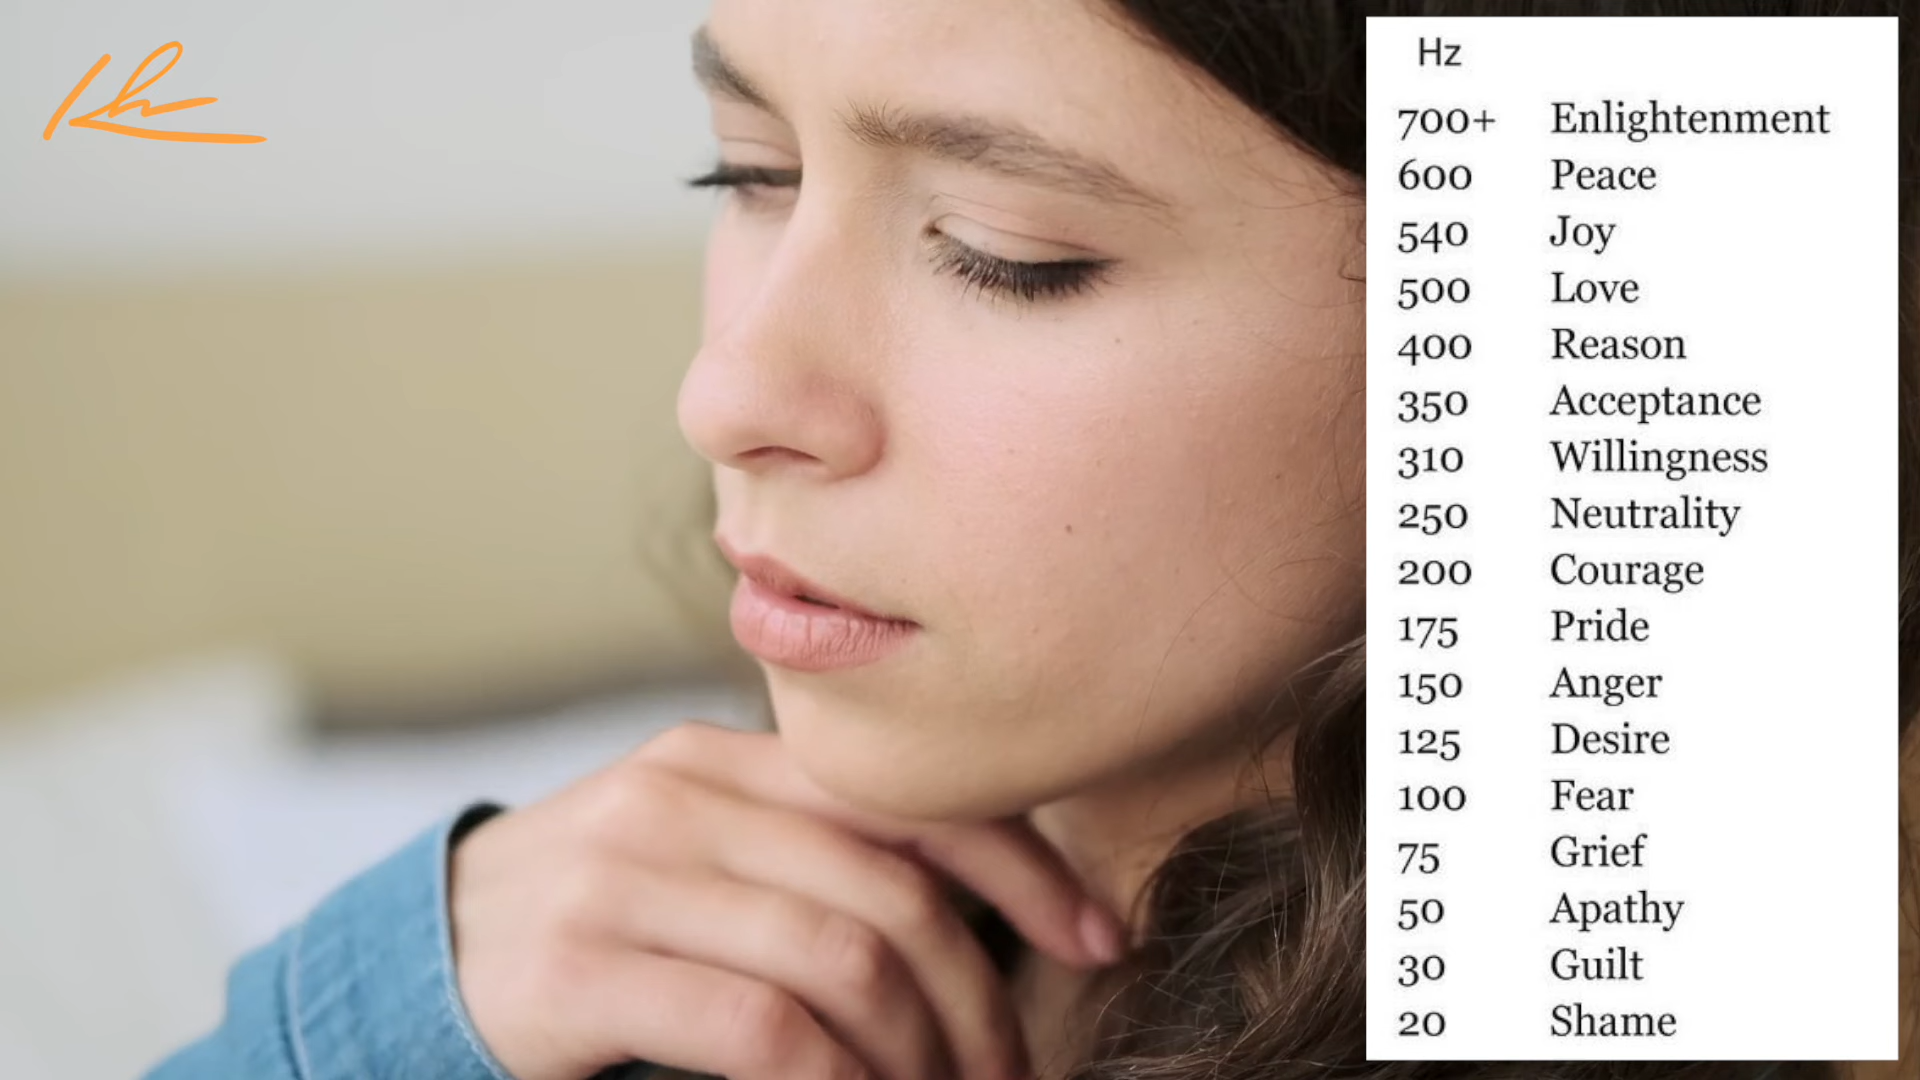 Hz
700+ Enlightenment
600 Peace
540 Joy
500 Love
400 Reason
350 Acceptance
310 Willingness
250 Neutrality
200 Courage
175 Pride
150 Anger
125 Desire
100 Fear
75 Grief
50 Apathy
30 Guilt
20 Shame